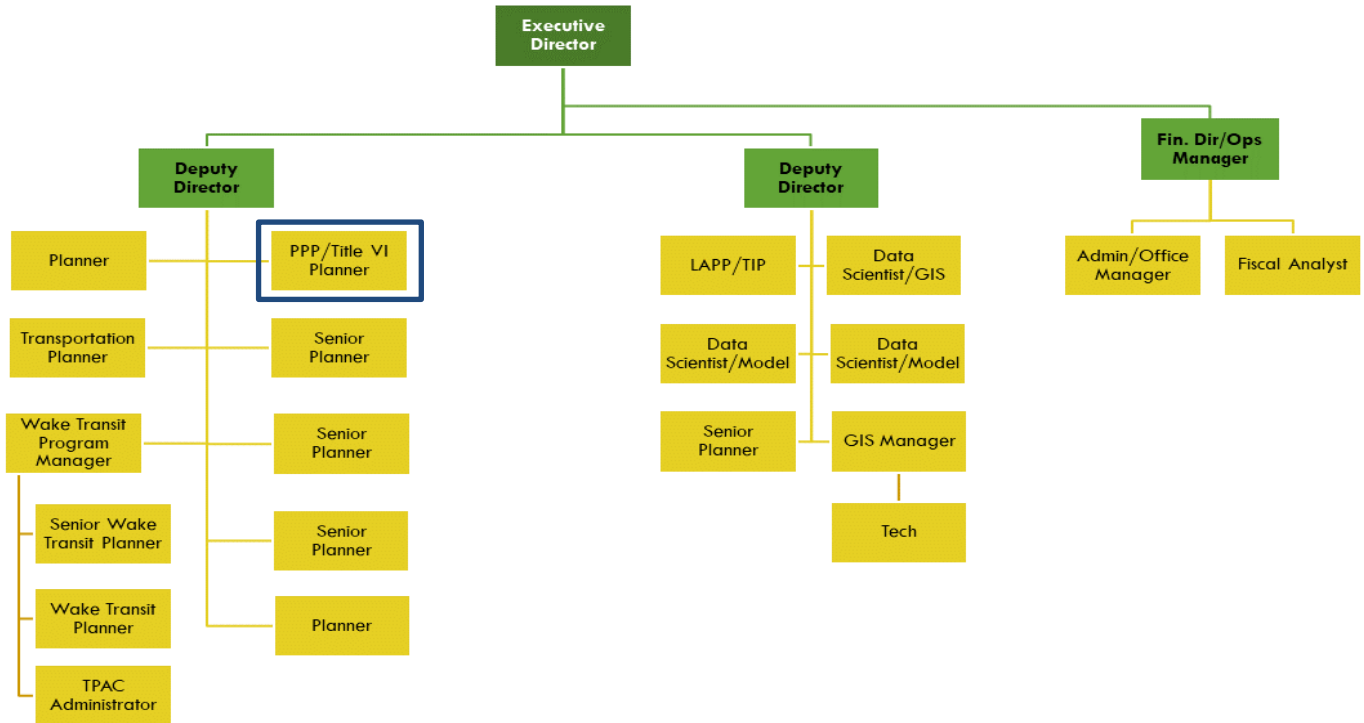 Executive
Director
Deputy
Director
Deputy
Director
Fin. Dir/Ops
Manager
Planner
PPP/Title VI
Planner
Transportation
Planner
Senior
Planner
Wake Transit
Program
Manager
Senior
Planner
Senior Wake
Transit Planner
Senior
Planner
Wake Transit
Planner
Planner
TPAC
Administrator
LAPP/TIP
Data
Scientist/GIS
Data
Scientist/Model
Data
Scientist/Model
Senior
Planner
GIS Manager
Tech
Admin/Office
Manager
Fiscal Analyst